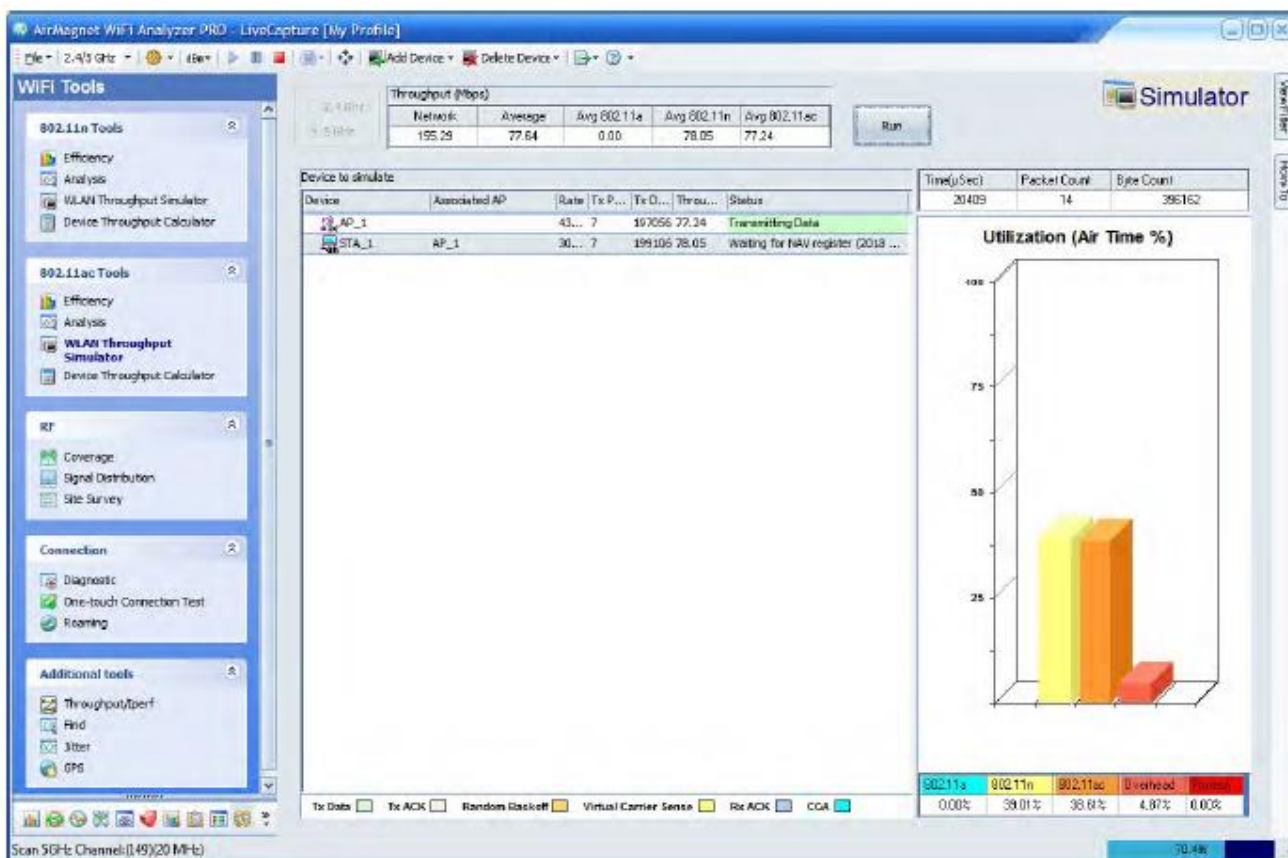 AirMagnet WiFi Analyzer PRO - LiveCapture [My Profile]
File 2.4/5 GHz dBm Add Device Delete Device
WiFi Tools
802.11n Tools
Efficiency
Analysis
WLAN Throughput Simulator
Device Throughput Calculator
802.11ac Tools
Efficiency
Analysis
WLAN Throughput
Simulator
Device Throughput Calculator
RF
Coverage
Signal Distribution
Site Survey
Connection
Diagnostic
One-touch Connection Test
Roaming
Additional tools
Throughput/Iperf
Find
Jitter
GPS
Scan 5GHz Channel:(149)(20 MHz)
Throughput (Mbps)
Network Average Avg 802.11a Avg 802.11n Avg 802.11ac
195.29 77.64 0.00 78.05 77.24
Run
Simulator
View Filter
How To
Device to simulate
Device Associated AP Rate Tx P... Tx D... Throu... Status
AP_1 43... 7 197056 77.24 Transmitting Data
STA_1 AP_1 30... 7 199106 78.05 Waiting for NAV register (2018 ...
Tx Data Tx ACK Random Backoff Virtual Carrier Sense Rx ACK CCA
Time(µSec) Packet Count Byte Count
20409 14 396162
Utilization (Air Time %)
100
75
50
25
802.11a 802.11n 802.11ac Overhead
0.00% 39.01% 38.61% 4.87% 0.00%